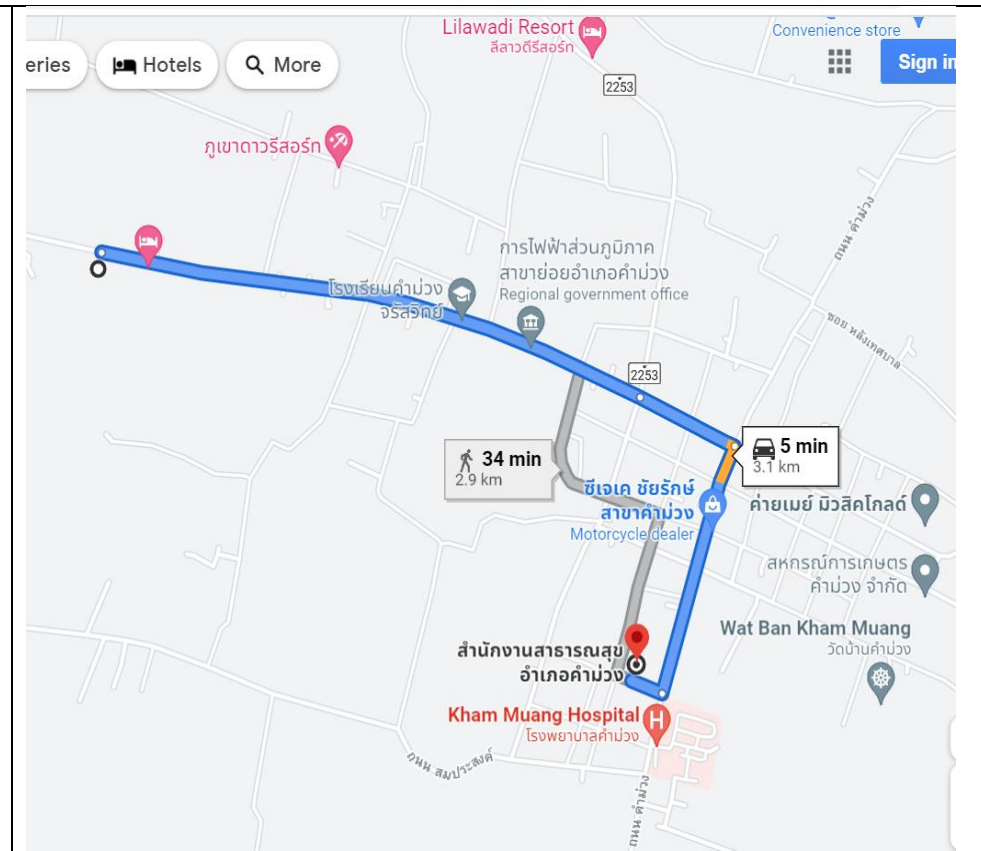 Lilawadi Resort
ลีลาวดีรีสอร์ท
Convenience store
eries
Hotels
More
Sign in
2253
ภูเขาดาวรีสอร์ท
ถนน คำม่วง
การไฟฟ้าส่วนภูมิภาค
สาขาย่อยอำเภอคำม่วง
Regional government office
โรงเรียนคำม่วง
จรัสวิทย์
ซอย หลังเทศบาล
2253
5 min
3.1 km
34 min
2.9 km
ซีเจเค ชัยรักษ์
สาขาคำม่วง
Motorcycle dealer
ค่ายเมย์ มิวสิคโกลด์
สหกรณ์การเกษตร
คำม่วง จำกัด
Wat Ban Kham Muang
วัดบ้านคำม่วง
สำนักงานสาธารณสุข
อำเภอคำม่วง
Kham Muang Hospital
โรงพยาบาลคำม่วง
H
ถนน สมประสงค์
ถนน คำม่วง